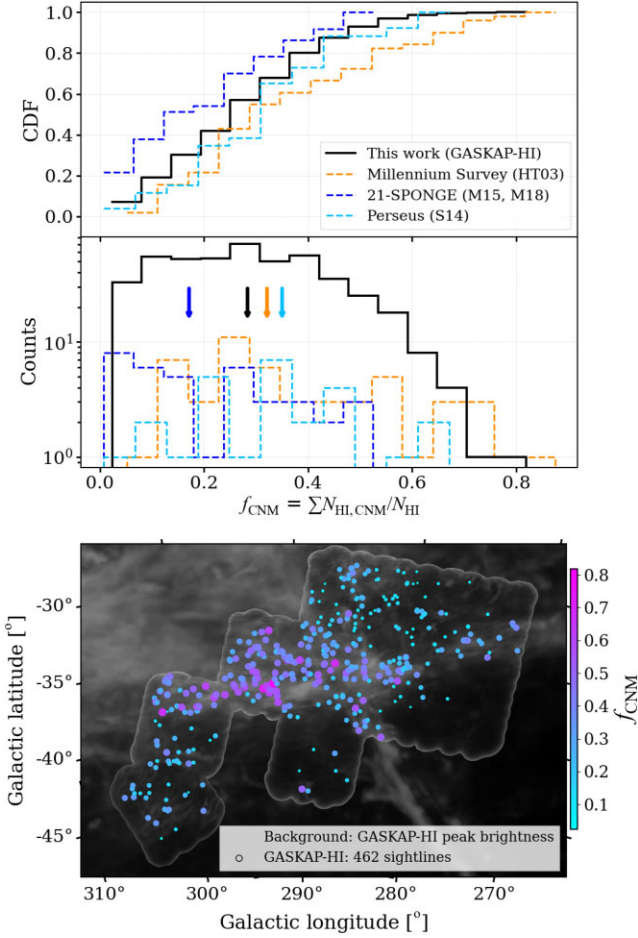 1.0
0.8
0.6
0.4
0.2
0.0
CDF
This work (GASKAP-HI)
Millennium Survey (HT03)
21-SPONGE (M15, M18)
Perseus (S14)
10¹
10⁰
Counts
0.0 0.2 0.4 0.6 0.8
f_CNM = ∑N_HI,CNM/N_HI
-30°
-35°
-40°
-45°
Galactic latitude [°]
0.8
0.7
0.6
0.5
0.4
0.3
0.2
0.1
f_CNM
Background: GASKAP-HI peak brightness
GASKAP-HI: 462 sightlines
310° 300° 290° 280° 270°
Galactic longitude [°]